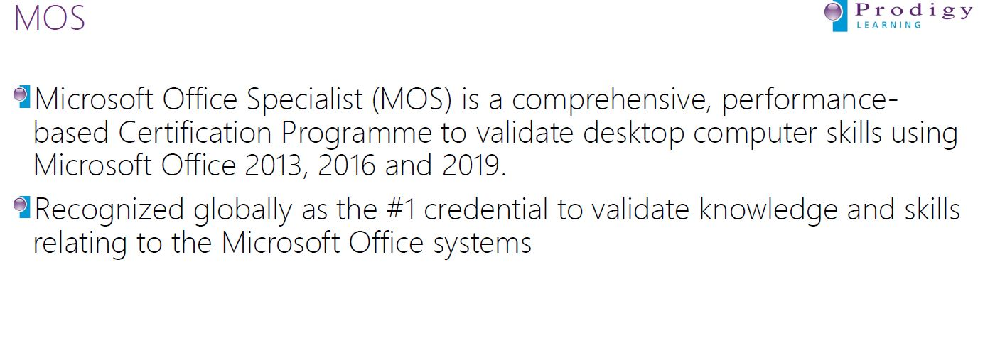 MOS
Prodigy
LEARNING
Microsoft Office Specialist (MOS) is a comprehensive, performance-
based Certification Programme to validate desktop computer skills using
Microsoft Office 2013, 2016 and 2019.
Recognized globally as the #1 credential to validate knowledge and skills
relating to the Microsoft Office systems